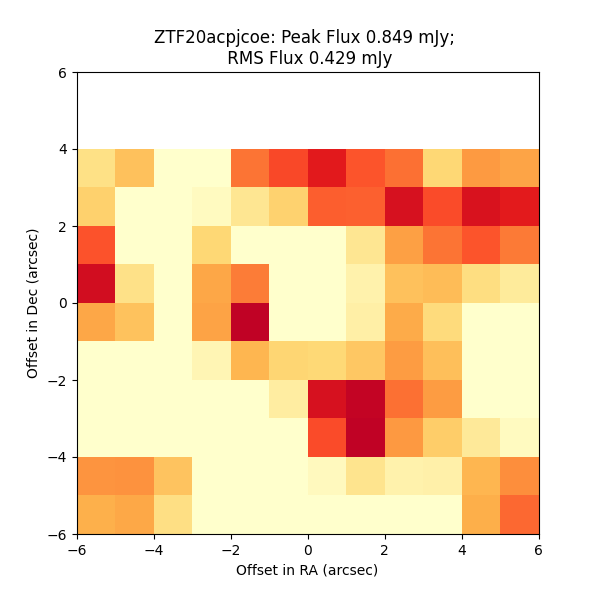 ZTF20acpjcoe: Peak Flux 0.849 mJy;
RMS Flux 0.429 mJy
6
4
2
0
−2
−4
−6
Offset in Dec (arcsec)
−6 −4 −2 0 2 4 6
Offset in RA (arcsec)